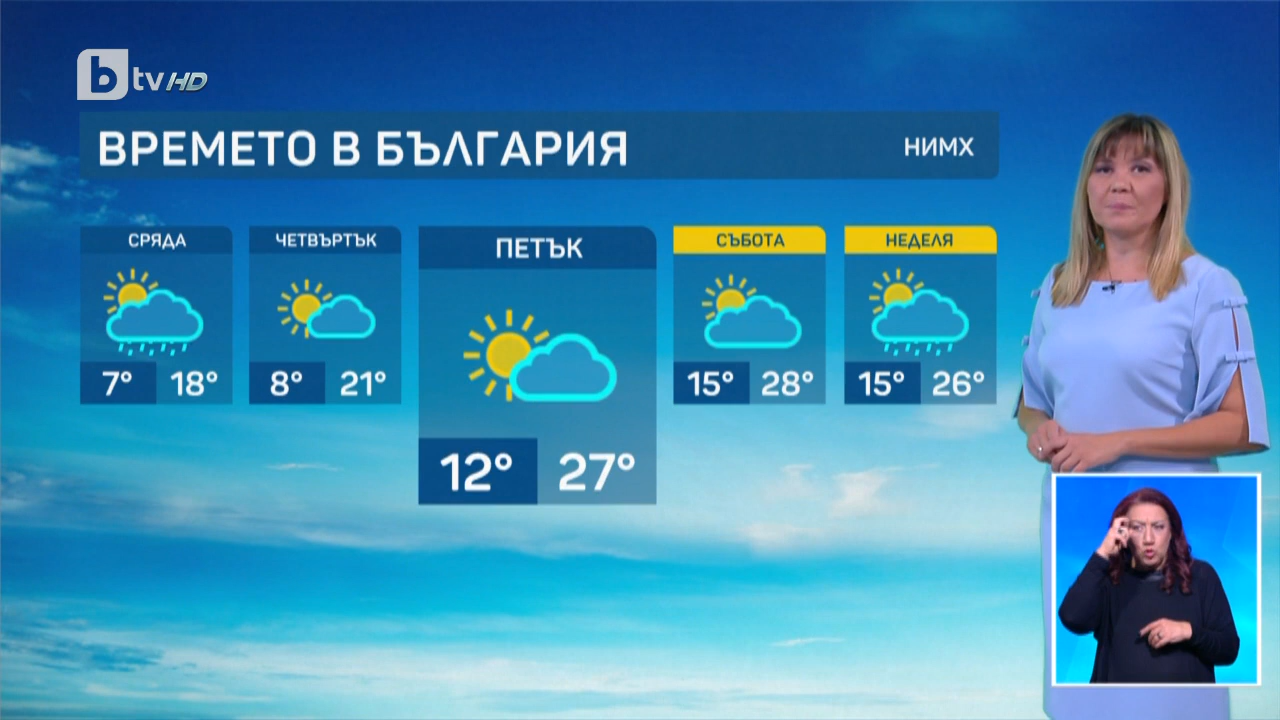 btv HD
ВРЕМЕТО В БЪЛГАРИЯ
НИМХ
СРЯДА
7° 18°
ЧЕТВЪРТЪК
8° 21°
ПЕТЪК
12° 27°
СЪБОТА
15° 28°
НЕДЕЛЯ
15° 26°